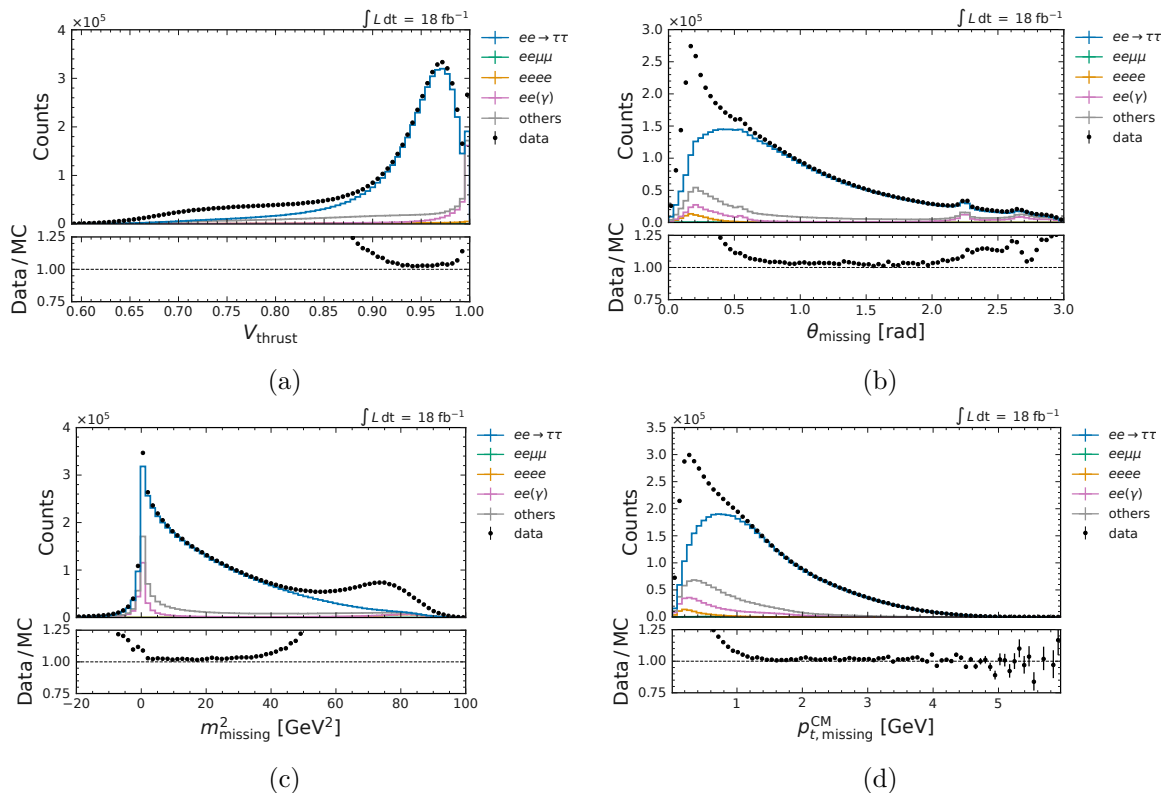 ×10⁵
∫L dt = 18 fb⁻¹
Counts
4
3
2
1
0
ee → ττ
eeμμ
eeee
ee(γ)
others
data
Data / MC
1.25
1.00
0.75
0.60 0.65 0.70 0.75 0.80 0.85 0.90 0.95 1.00
V_thrust
(a)
×10⁵
∫L dt = 18 fb⁻¹
Counts
3.0
2.5
2.0
1.5
1.0
0.5
0.0
ee → ττ
eeμμ
eeee
ee(γ)
others
data
Data / MC
1.25
1.00
0.75
0.0 0.5 1.0 1.5 2.0 2.5 3.0
θ_missing [rad]
(b)
×10⁵
∫L dt = 18 fb⁻¹
Counts
4
3
2
1
0
ee → ττ
eeμμ
eeee
ee(γ)
others
data
Data / MC
1.25
1.00
0.75
−20 0 20 40 60 80 100
m²_missing [GeV²]
(c)
×10⁵
∫L dt = 18 fb⁻¹
Counts
3.5
3.0
2.5
2.0
1.5
1.0
0.5
0.0
ee → ττ
eeμμ
eeee
ee(γ)
others
data
Data / MC
1.25
1.00
0.75
1 2 3 4 5
p^CM_t, missing [GeV]
(d)